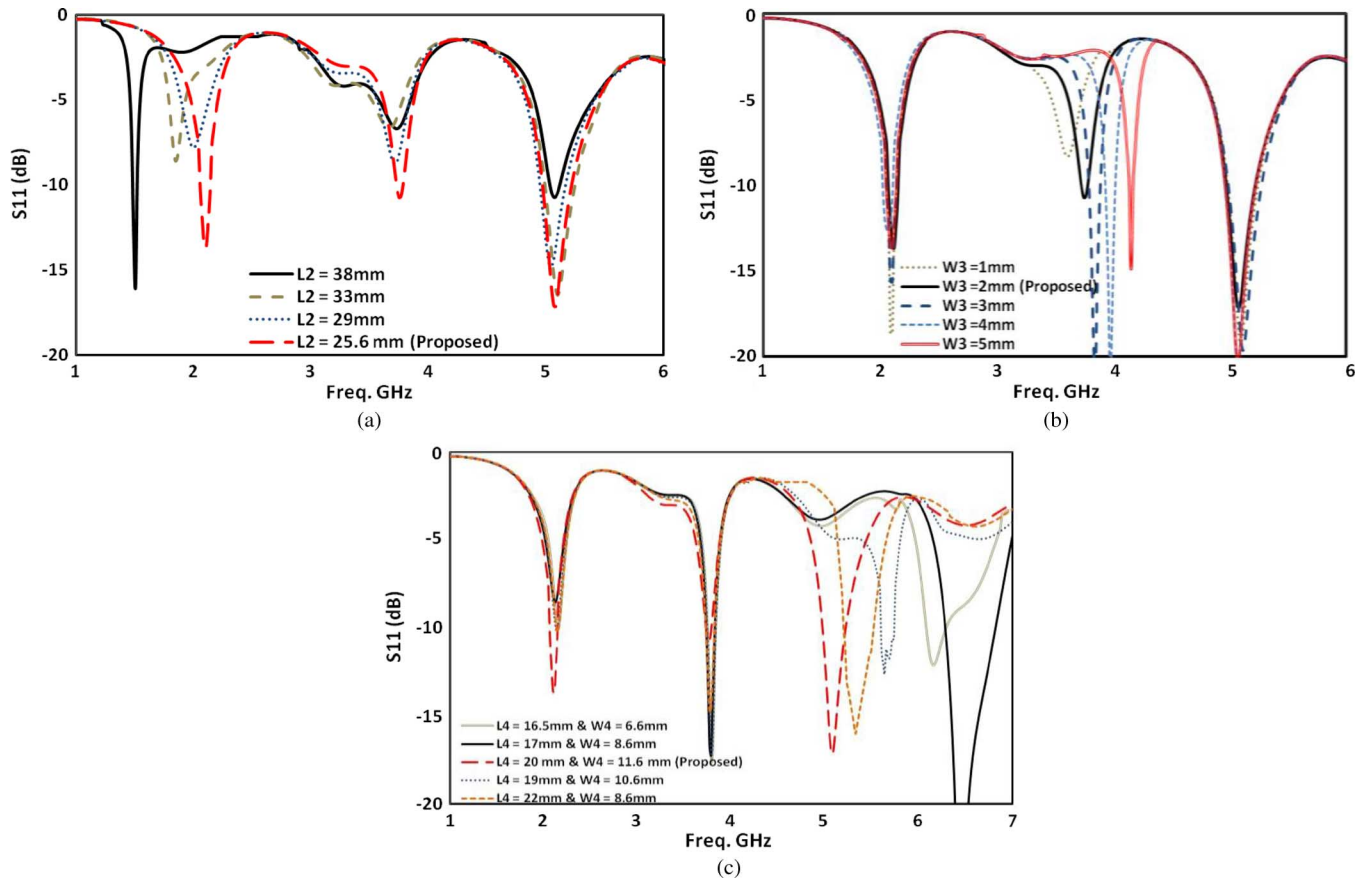 0
-5
-10
-15
-20
S11 (dB)
L2 = 38mm
L2 = 33mm
L2 = 29mm
L2 = 25.6 mm (Proposed)
1 2 3 4 5 6
Freq. GHz
(a)
0
-5
-10
-15
-20
S11 (dB)
W3 =1mm
W3 =2mm (Proposed)
W3 =3mm
W3 =4mm
W3 =5mm
1 2 3 4 5 6
Freq. GHz
(b)
0
-5
-10
-15
-20
S11 (dB)
L4 = 16.5mm & W4 = 6.6mm
L4 = 17mm & W4 = 8.6mm
L4 = 20 mm & W4 = 11.6 mm (Proposed)
L4 = 19mm & W4 = 10.6mm
L4 = 22mm & W4 = 8.6mm
1 2 3 4 5 6 7
Freq. GHz
(c)